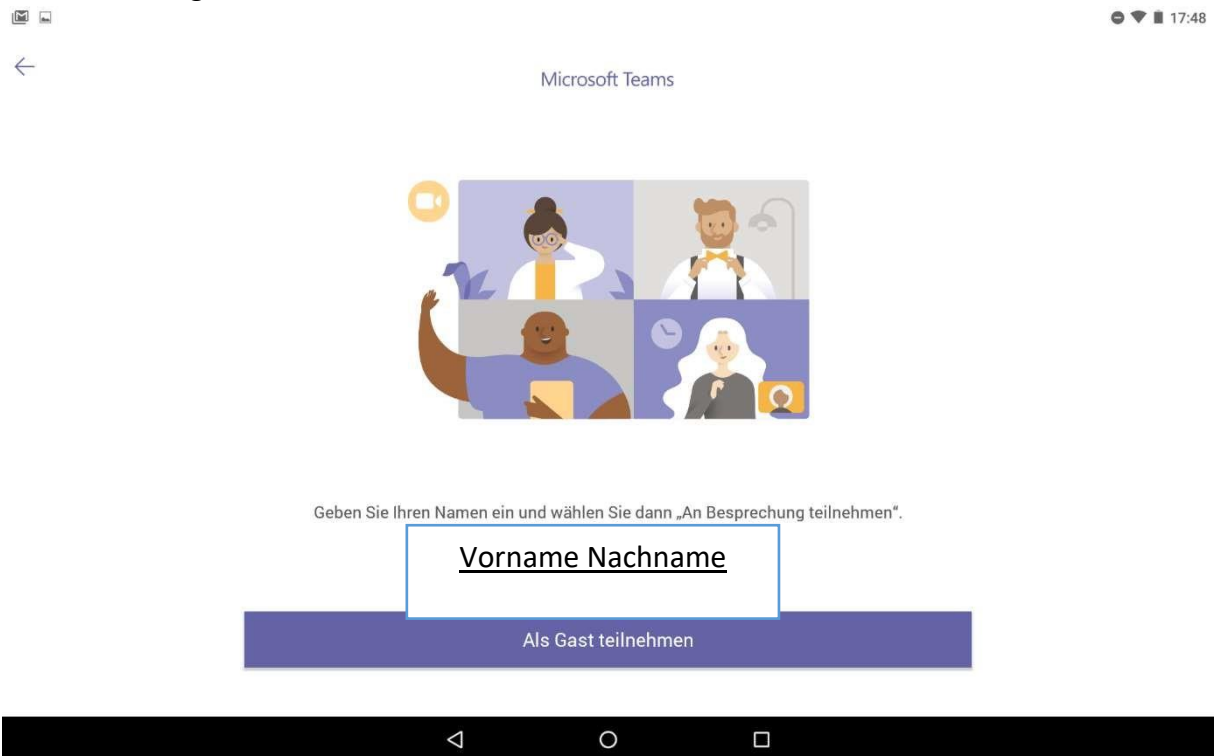 17:48
Microsoft Teams
Geben Sie Ihren Namen ein und wählen Sie dann „An Besprechung teilnehmen“.
Vorname Nachname
Als Gast teilnehmen